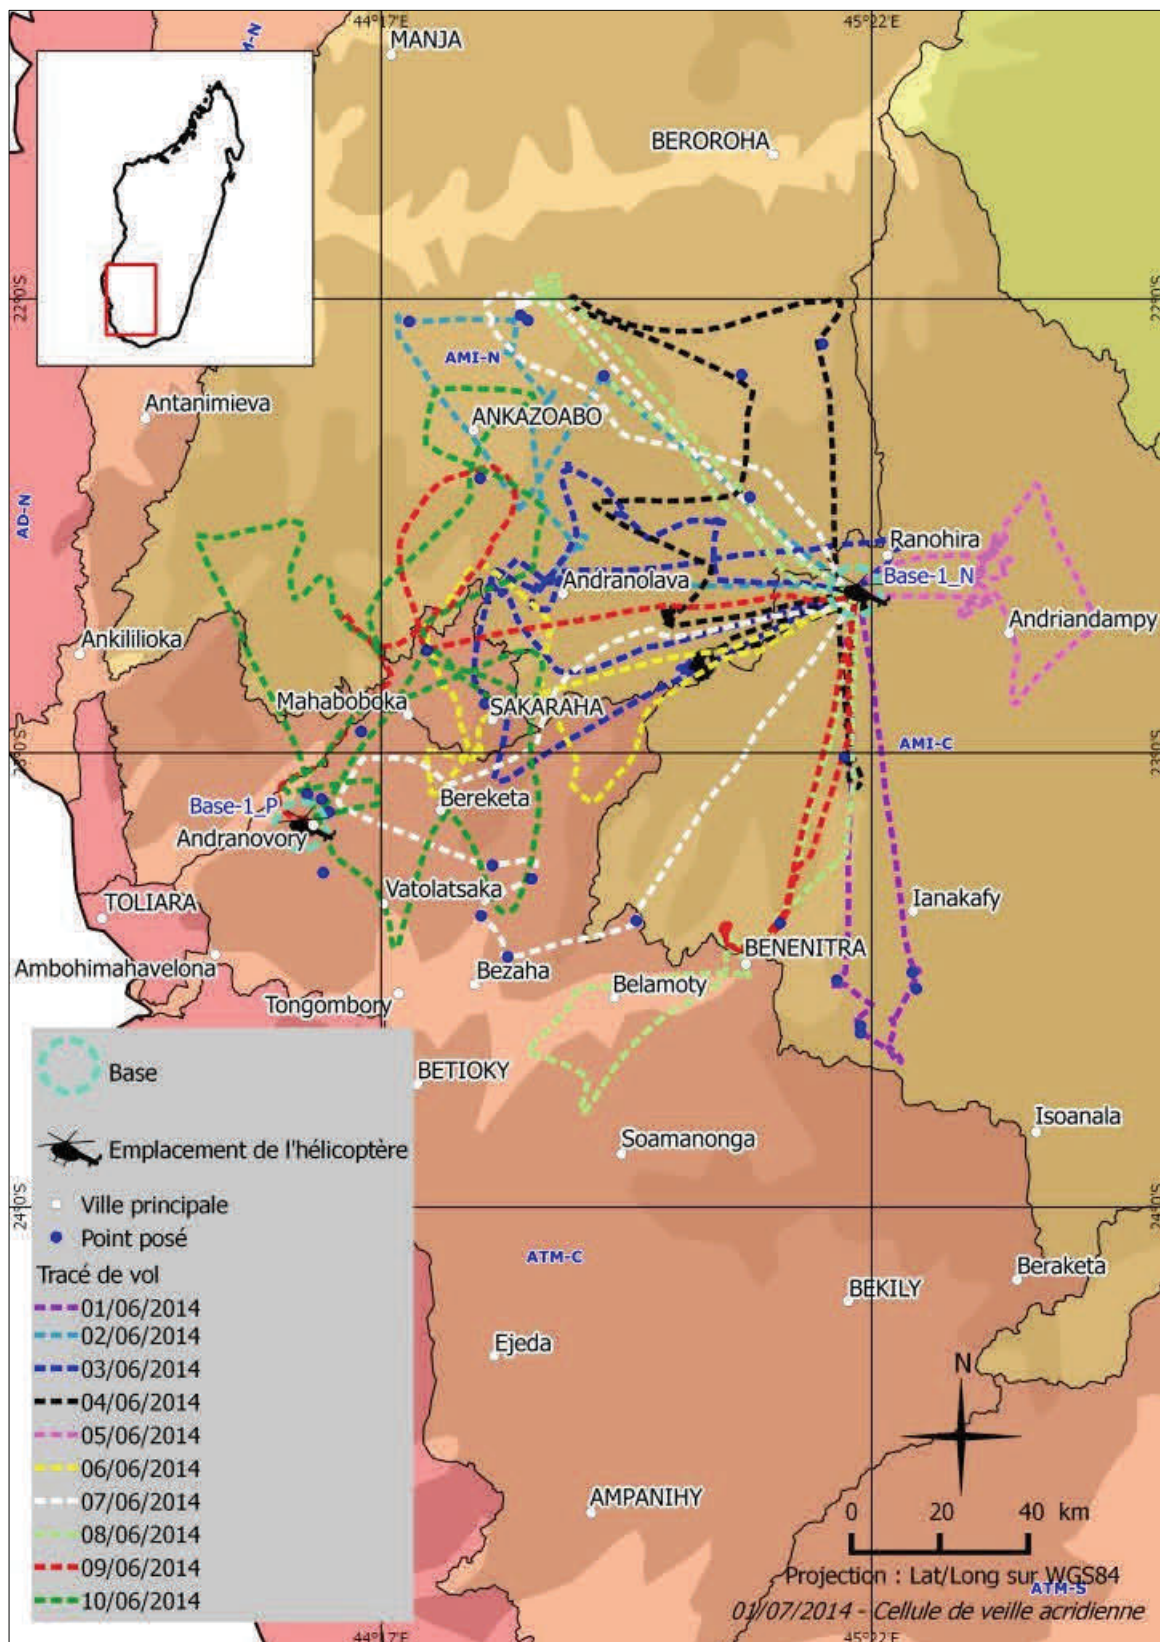 44°17'E
45°22'E
M-N
MANJA
BEROROHA
22°0'S
22°0'S
AMI-N
Antanimieva
ANKAZOABO
AD-N
Ranohira
Andranolava
Base-1_N
Andriandampy
Ankililioka
Mahaboboka
SAKARAHA
AMI-C
23°0'S
23°0'S
Base-1_P
Bereketa
Andranovory
Vatolatsaka
TOLIARA
Ianakafy
BENENITRA
Ambohimahavelona
Bezaha
Belamoty
Tongombory
Base
BETIOKY
Isoanala
Emplacement de l'hélicoptère
Soamanonga
Ville principale
24°0'S
24°0'S
Point posé
ATM-C
Tracé de vol
Beraketa
BEKILY
01/06/2014
02/06/2014
03/06/2014
04/06/2014
05/06/2014
06/06/2014
07/06/2014
08/06/2014
09/06/2014
10/06/2014
Ejeda
N
AMPANIHY
0 20 40 km
Projection : Lat/Long sur WGS84
ATM-S
01/07/2014 - Cellule de veille acridienne
44°17'E
45°22'E